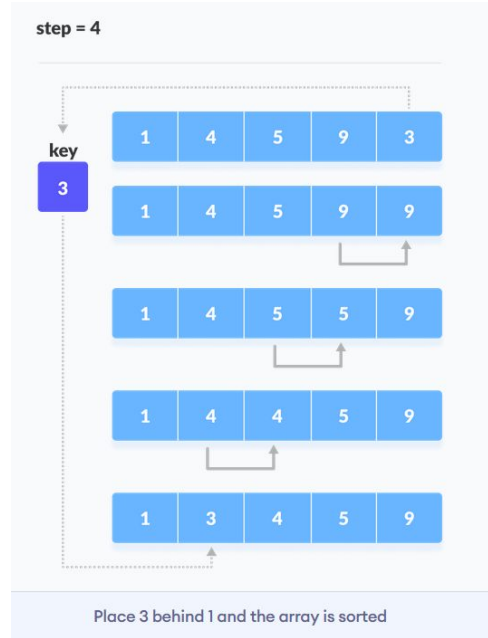 step = 4
1 4 5 9 3
key
3
1 4 5 9 9
1 4 5 5 9
1 4 4 5 9
1 3 4 5 9
Place 3 behind 1 and the array is sorted